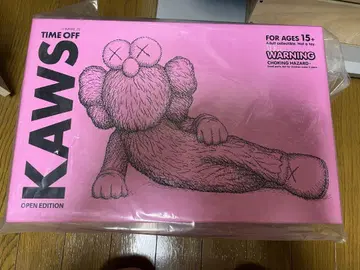 TIME OFF
KAWS
OPEN EDITION
FOR AGES 15+
WARNING
CHOKING HAZARD-